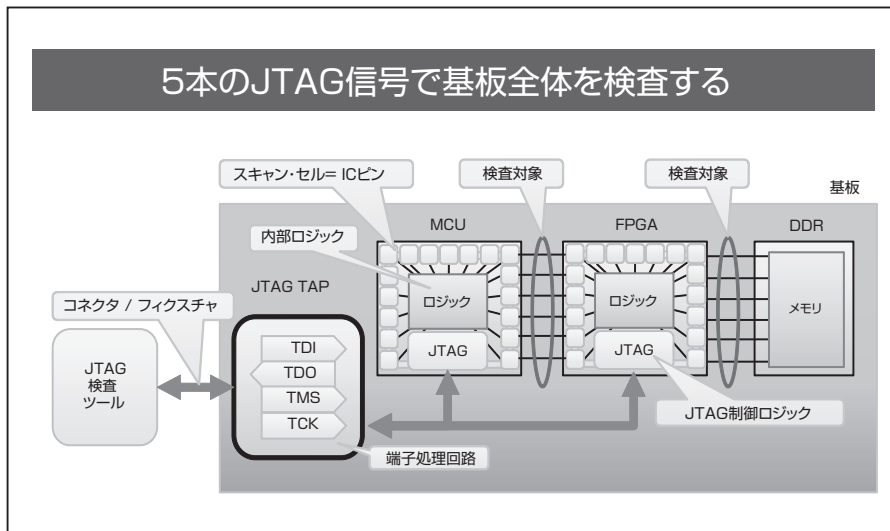 5本のJTAG信号で基板全体を検査する
スキャン・セル= ICピン
検査対象
検査対象
基板
MCU
FPGA
DDR
内部ロジック
JTAG TAP
コネクタ / フィクスチャ
ロジック
ロジック
メモリ
JTAG
検査
ツール
TDI
TDO
TMS
TCK
JTAG
JTAG
JTAG制御ロジック
端子処理回路